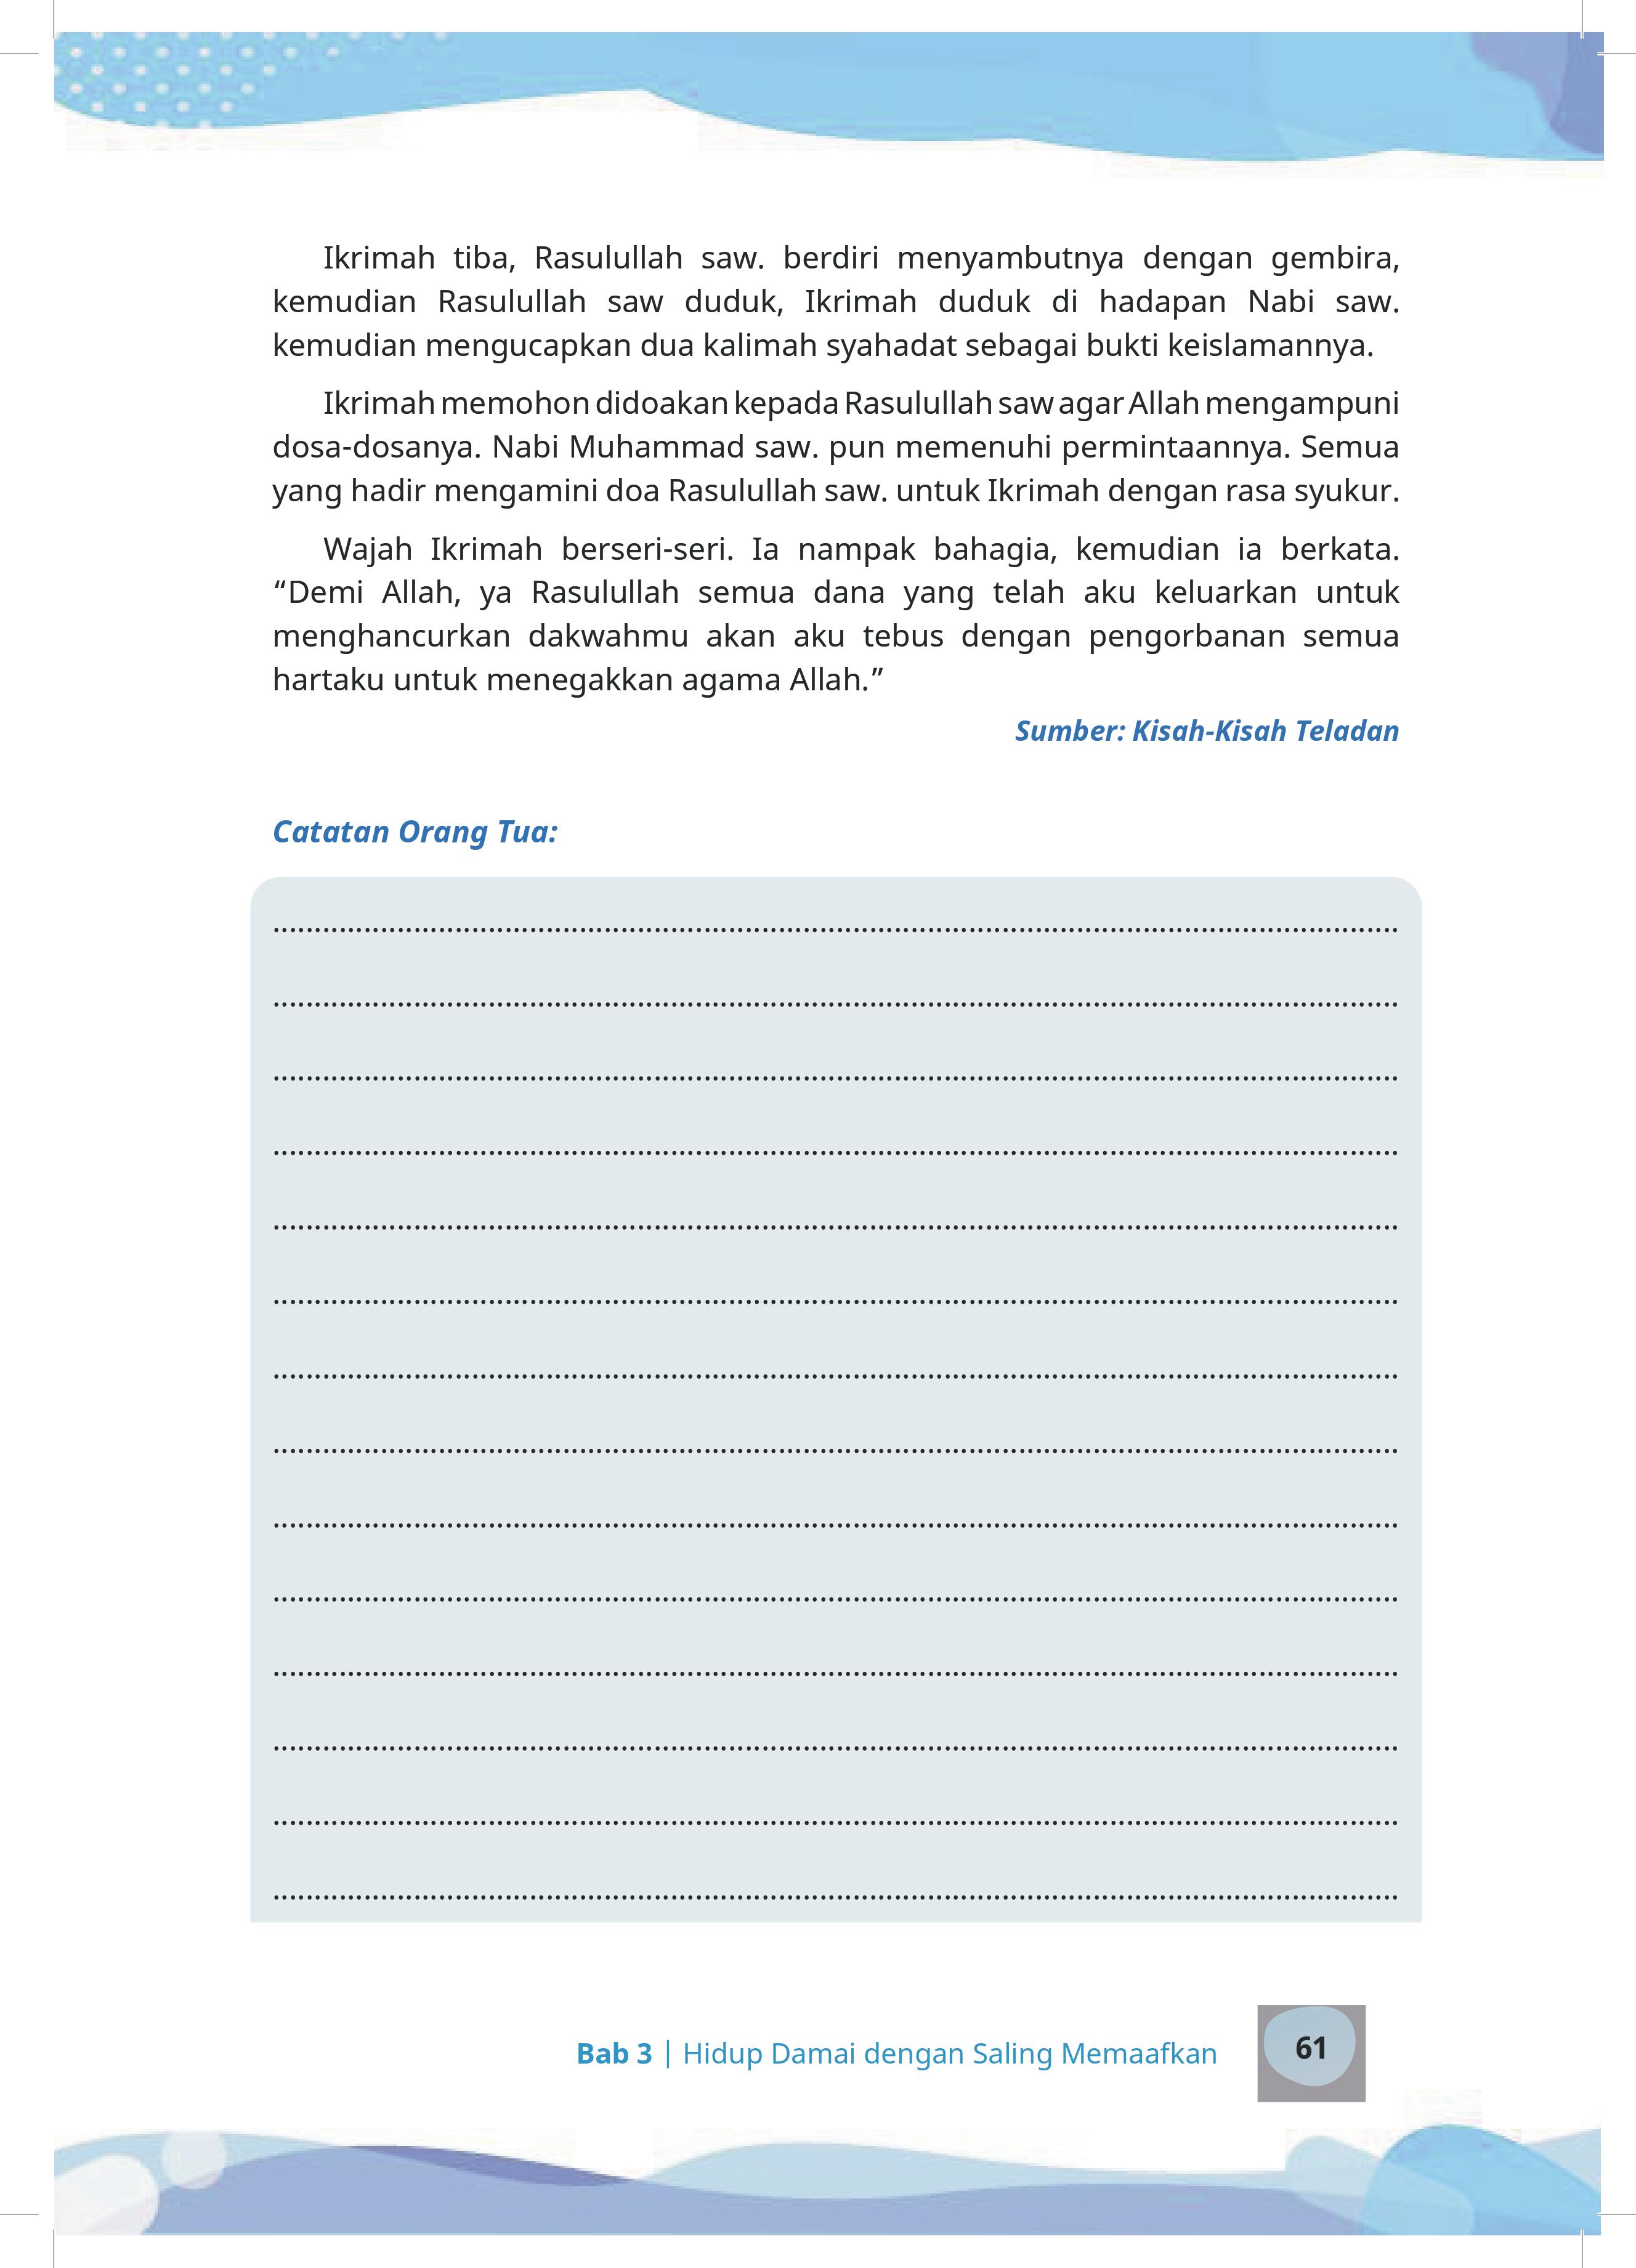 Ikrimah tiba, Rasulullah saw. berdiri menyambutnya dengan gembira,
kemudian Rasulullah saw duduk, Ikrimah duduk di hadapan Nabi saw.
kemudian mengucapkan dua kalimah syahadat sebagai bukti keislamannya.
Ikrimah memohon didoakan kepada Rasulullah saw agar Allah mengampuni
dosa-dosanya. Nabi Muhammad saw. pun memenuhi permintaannya. Semua
yang hadir mengamini doa Rasulullah saw. untuk Ikrimah dengan rasa syukur.
Wajah Ikrimah berseri-seri. Ia nampak bahagia, kemudian ia berkata.
“Demi Allah, ya Rasulullah semua dana yang telah aku keluarkan untuk
menghancurkan dakwahmu akan aku tebus dengan pengorbanan semua
hartaku untuk menegakkan agama Allah.”
Sumber: Kisah-Kisah Teladan
Catatan Orang Tua:
Bab 3 | Hidup Damai dengan Saling Memaafkan
61